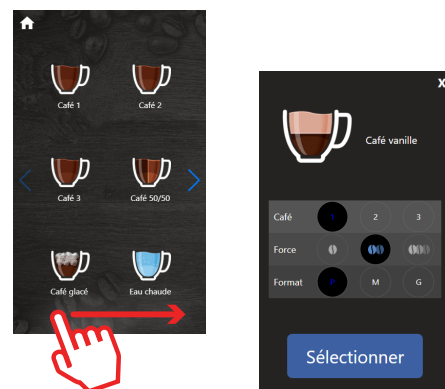 Café 1 Café 2
Café 3 Café 50/50
Café glacé Eau chaude
X
Café vanille
Café 1 2 3
Force
Format P M G
Sélectionner